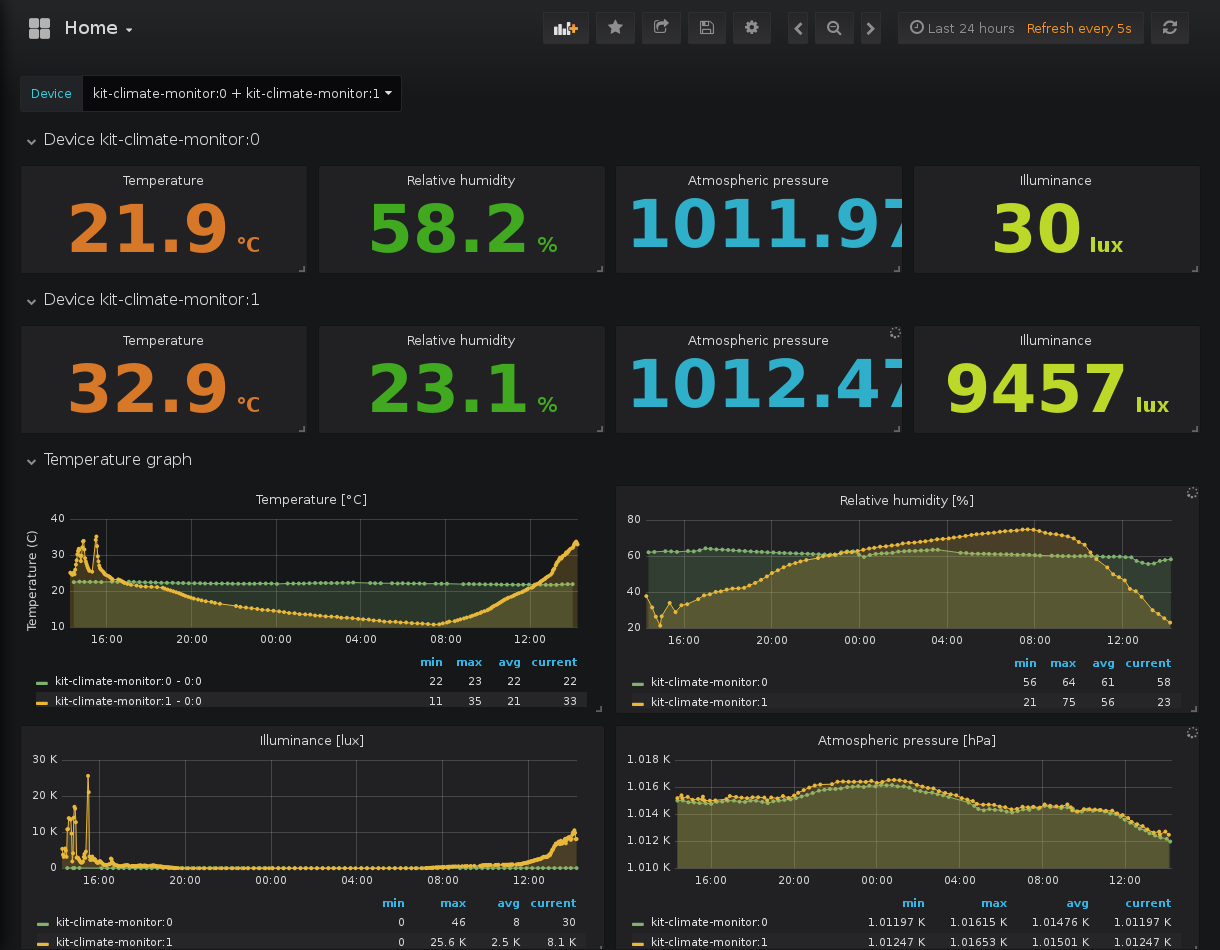 Home
Last 24 hours Refresh every 5s
Device kit-climate-monitor:0 + kit-climate-monitor:1
Device kit-climate-monitor:0
Temperature Relative humidity Atmospheric pressure Illuminance
21.9 °C 58.2 % 1011.97 30 lux
Device kit-climate-monitor:1
Temperature Relative humidity Atmospheric pressure Illuminance
32.9 °C 23.1 % 1012.47 9457 lux
Temperature graph
Temperature [°C]
Temperature (C)
40
30
20
10
16:00 20:00 00:00 04:00 08:00 12:00
min max avg current
kit-climate-monitor:0 - 0:0 22 23 22 22
kit-climate-monitor:1 - 0:0 11 35 21 33
Relative humidity [%]
80
60
40
20
16:00 20:00 00:00 04:00 08:00 12:00
min max avg current
kit-climate-monitor:0 56 64 61 58
kit-climate-monitor:1 21 75 56 23
Illuminance [lux]
30 K
20 K
10 K
0
16:00 20:00 00:00 04:00 08:00 12:00
min max avg current
kit-climate-monitor:0 0 46 8 30
kit-climate-monitor:1 0 25.6 K 2.5 K 8.1 K
Atmospheric pressure [hPa]
1.018 K
1.016 K
1.014 K
1.012 K
1.010 K
16:00 20:00 00:00 04:00 08:00 12:00
min max avg current
kit-climate-monitor:0 1.01197 K 1.01615 K 1.01476 K 1.01197 K
kit-climate-monitor:1 1.01247 K 1.01653 K 1.01501 K 1.01247 K